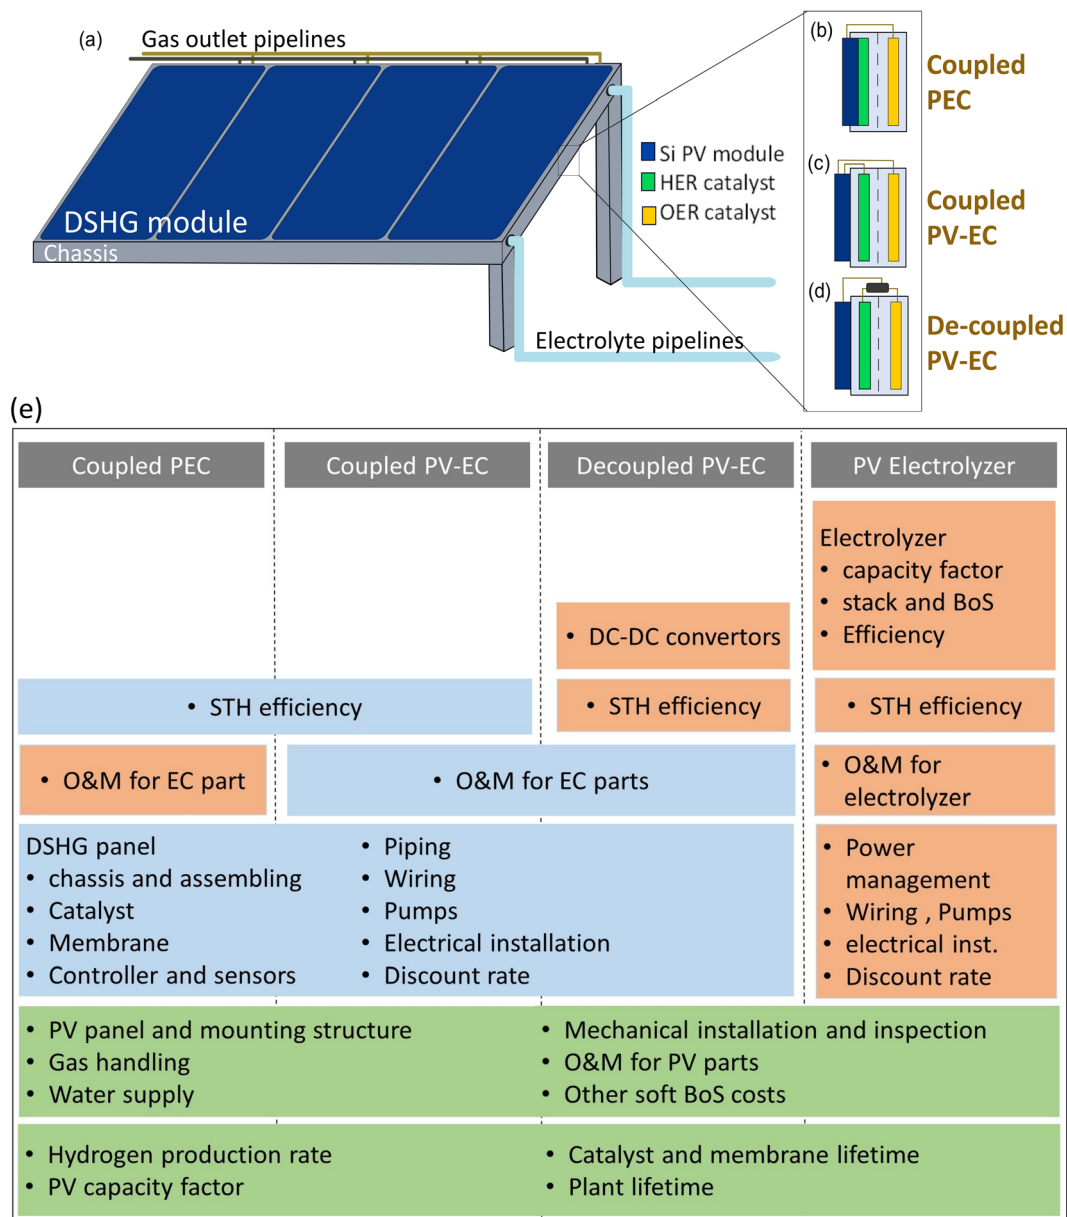 (a)
Gas outlet pipelines
DSHG module
Chassis
Electrolyte pipelines
Si PV module
HER catalyst
OER catalyst
(b)
Coupled
PEC
(c)
Coupled
PV-EC
(d)
De-coupled
PV-EC
(e)
Coupled PEC
Coupled PV-EC
Decoupled PV-EC
PV Electrolyzer
Electrolyzer
• capacity factor
• stack and BoS
• Efficiency
• DC-DC convertors
• STH efficiency
• STH efficiency
• STH efficiency
• O&M for EC part
• O&M for EC parts
• O&M for
electrolyzer
DSHG panel
• chassis and assembling
• Catalyst
• Membrane
• Controller and sensors
• Piping
• Wiring
• Pumps
• Electrical installation
• Discount rate
• Power
management
• Wiring , Pumps
• electrical inst.
• Discount rate
• PV panel and mounting structure
• Gas handling
• Water supply
• Mechanical installation and inspection
• O&M for PV parts
• Other soft BoS costs
• Hydrogen production rate
• PV capacity factor
• Catalyst and membrane lifetime
• Plant lifetime